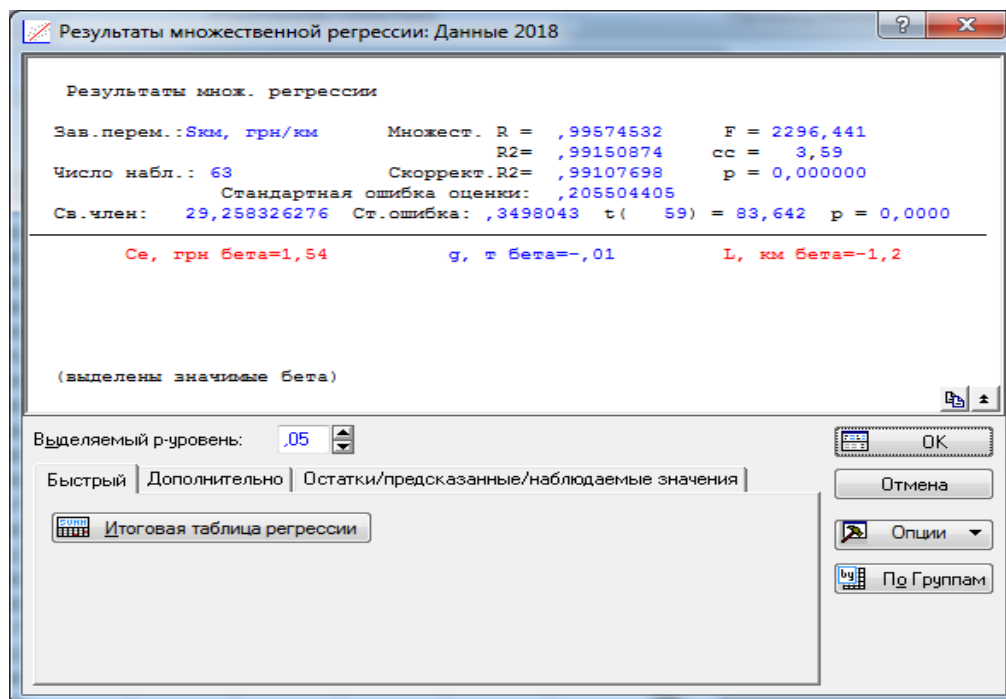 Результаты множественной регрессии: Данные 2018
Результаты множ. регрессии
Зав.перем.:Sкм, грн/км Множест. R = ,99574532 F = 2296,441
R2= ,99150874 cc = 3,59
Число набл.: 63 Скоррект.R2= ,99107698 p = 0,000000
Стандартная ошибка оценки: ,205504405
Св.член: 29,258326276 Ст.ошибка: ,3498043 t( 59) = 83,642 p = 0,0000
Се, грн бета=1,54 g, т бета=-,01 L, км бета=-1,2
(выделены значимые бета)
Выделяемый p-уровень: ,05
OK
Быстрый Дополнительно Остатки/предсказанные/наблюдаемые значения
Отмена
Итоговая таблица регрессии
Опции
По Группам